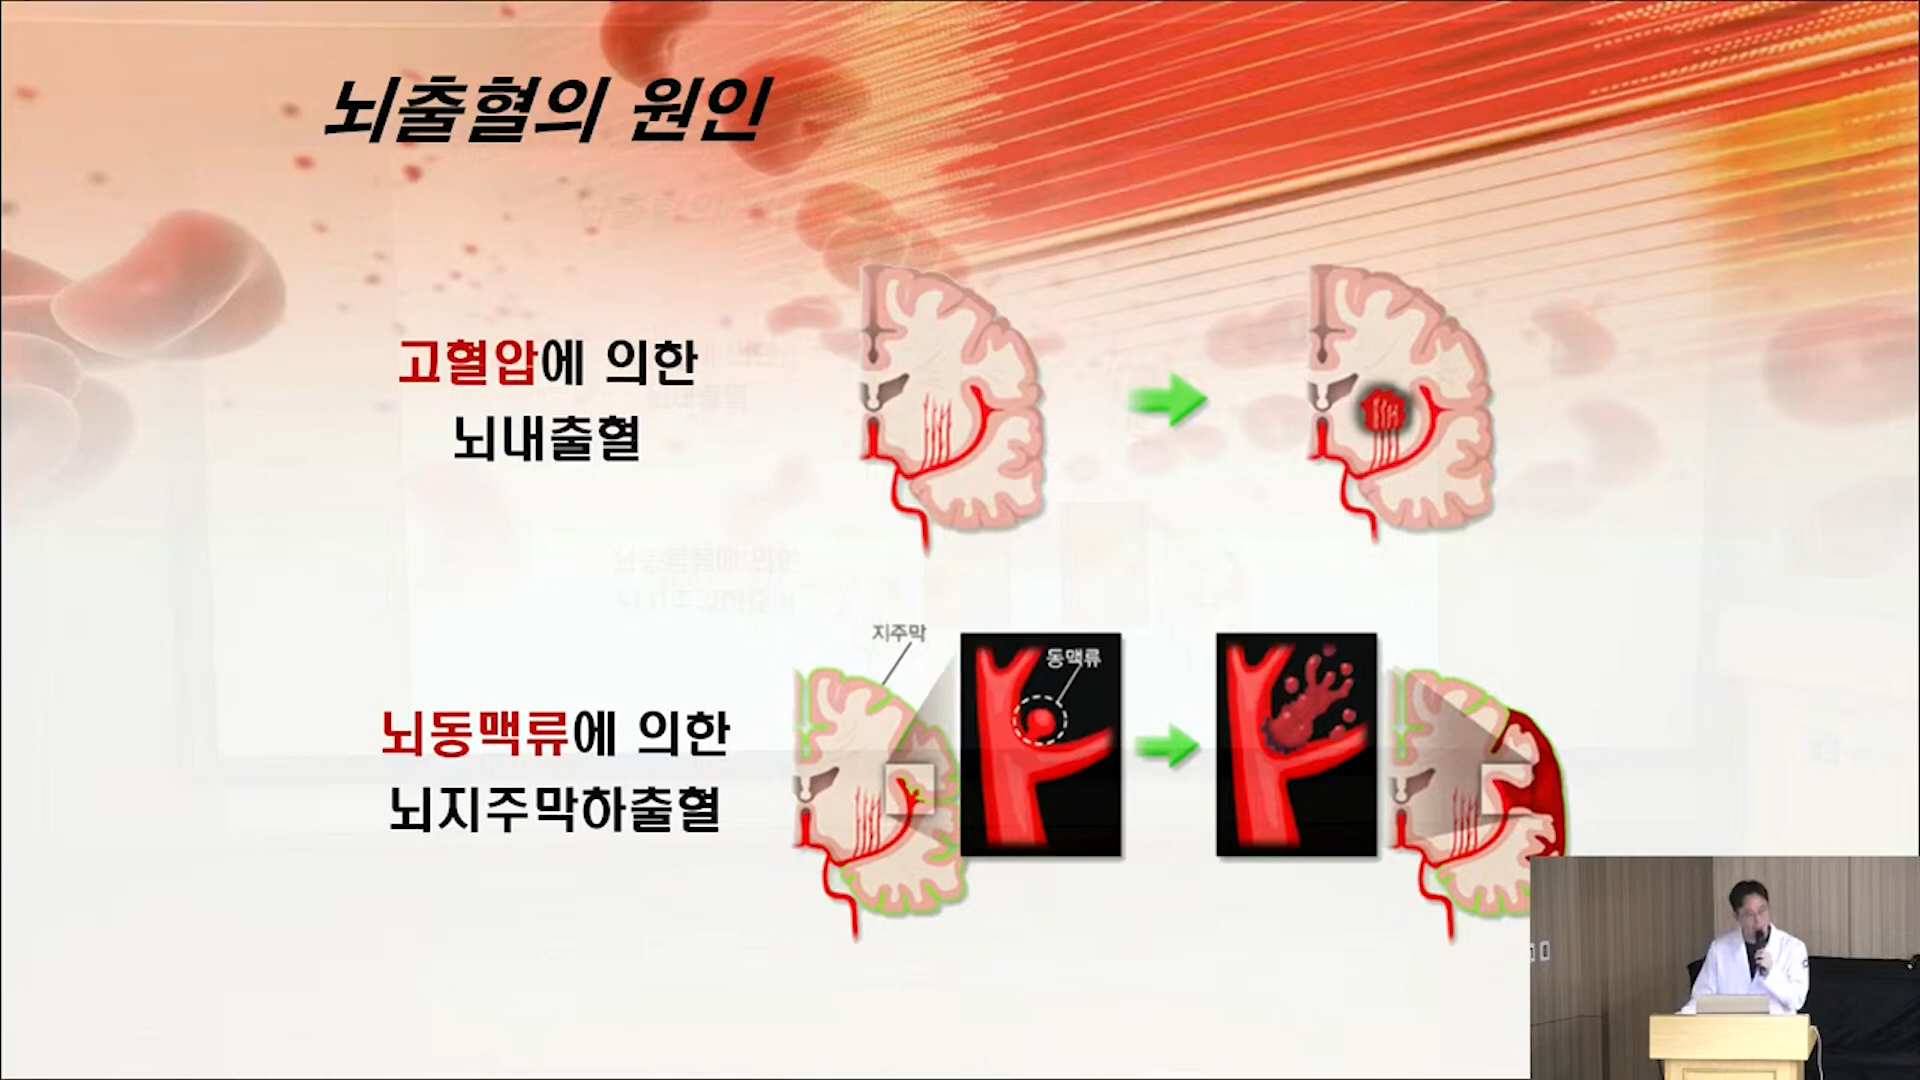 뇌출혈의 원인
고혈압에 의한
뇌내출혈
지주막
동맥류
뇌동맥류에 의한
뇌지주막하출혈